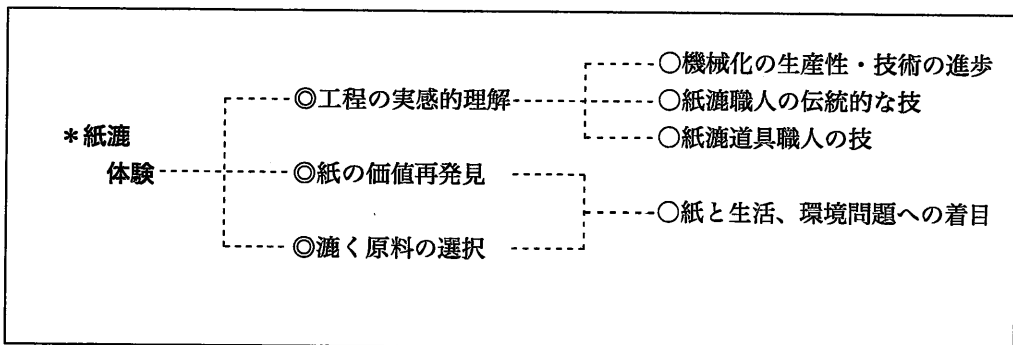 ○機械化の生産性・技術の進歩
◎工程の実感的理解
○紙漉職人の伝統的な技
*紙漉
体験
○紙漉道具職人の技
◎紙の価値再発見
○紙と生活、環境問題への着目
◎漉く原料の選択